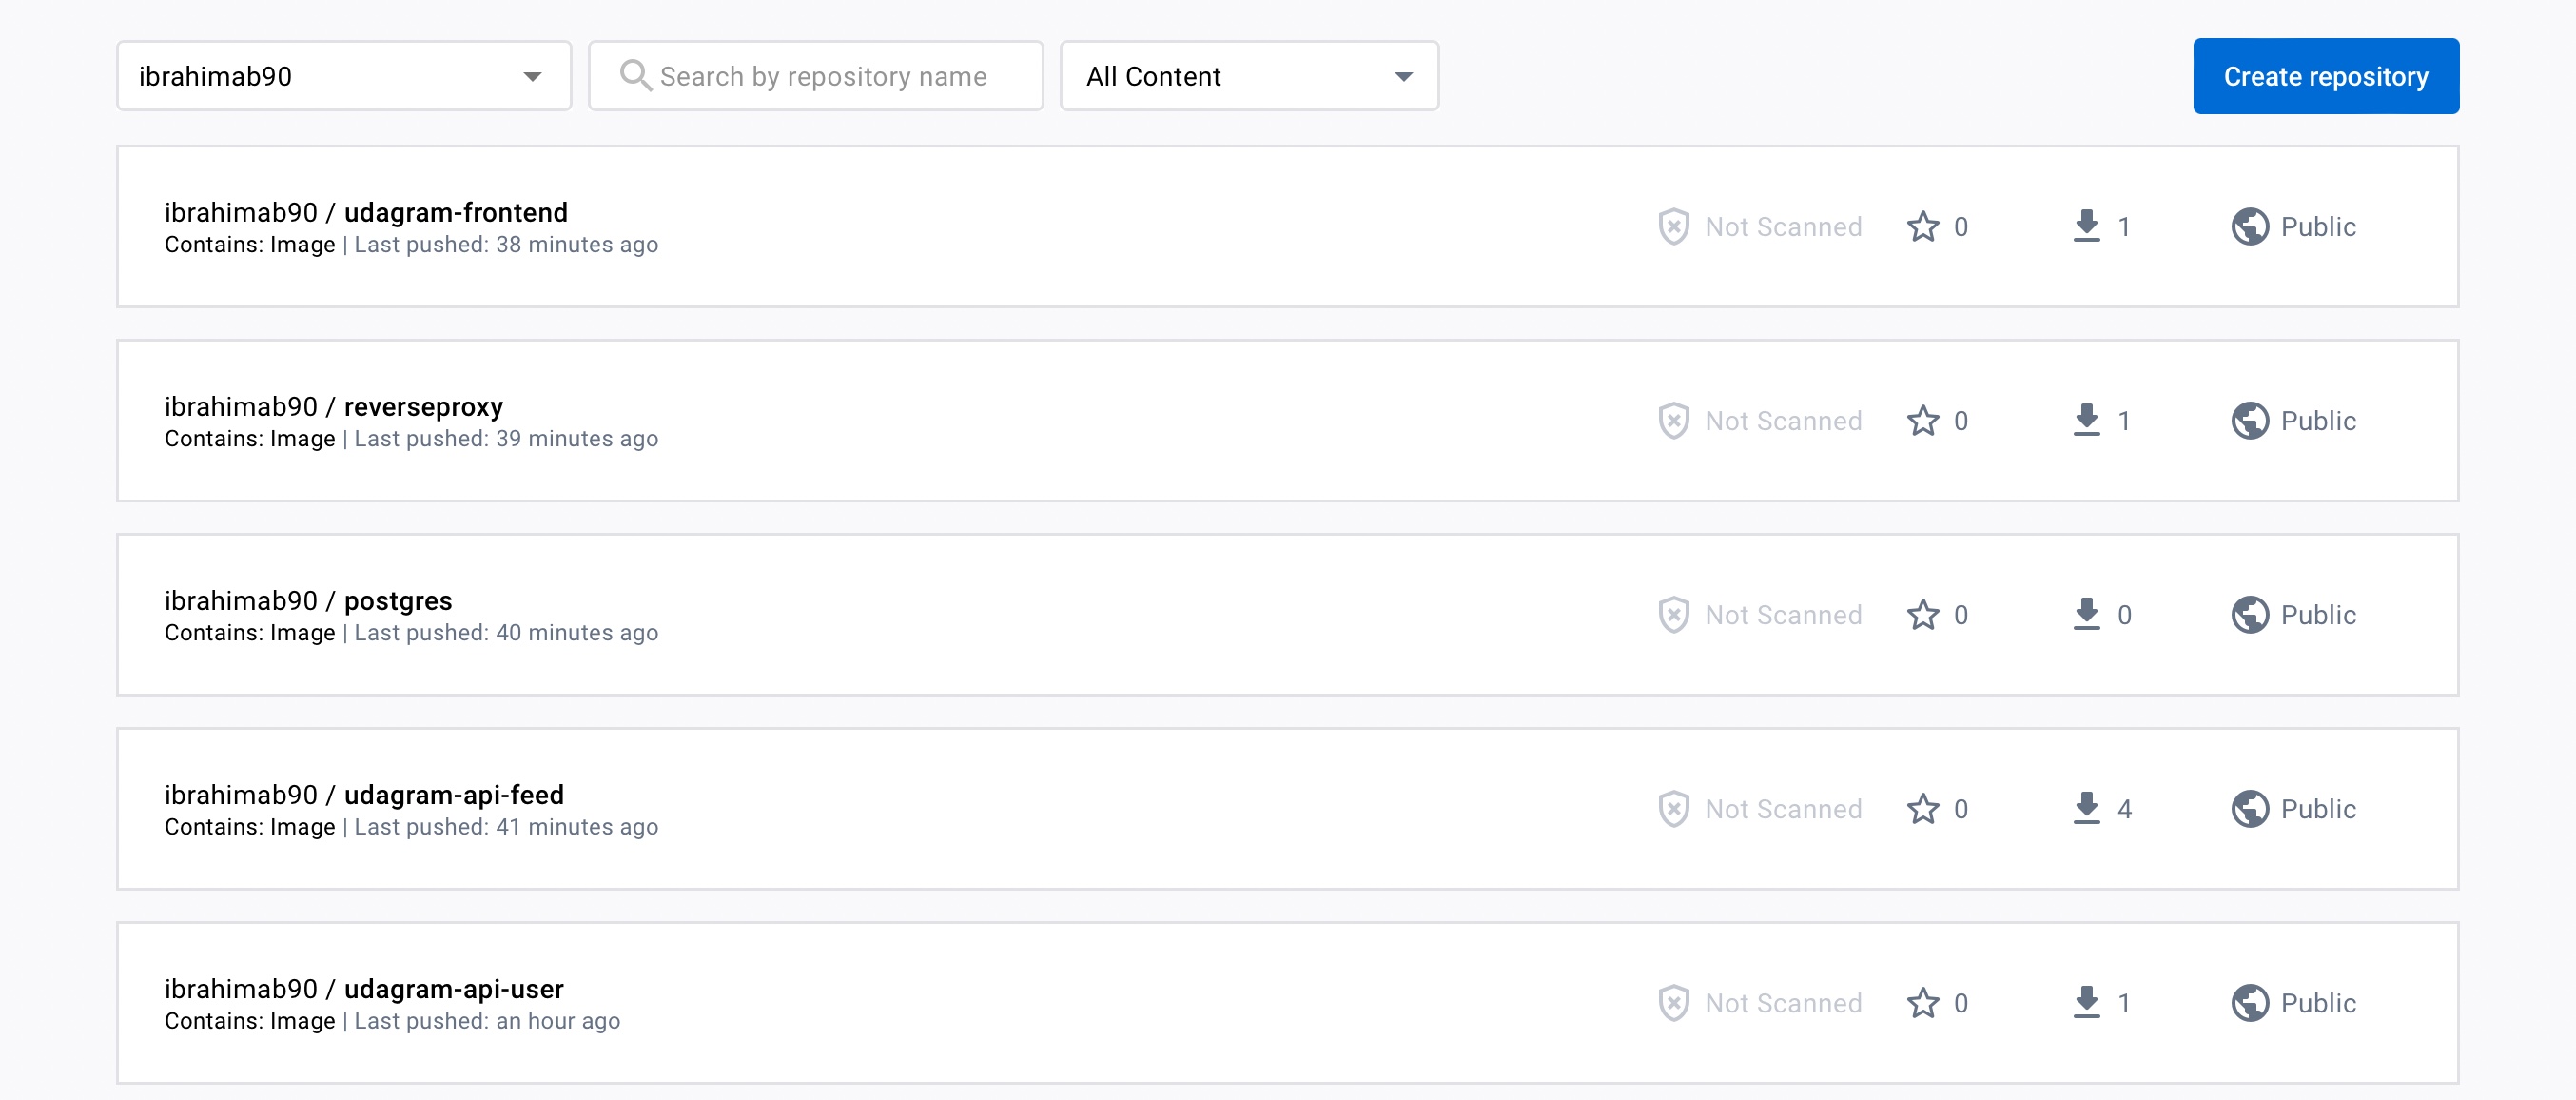 ibrahimab90
Search by repository name
All Content
Create repository
ibrahimab90 / udagram-frontend
Contains: Image | Last pushed: 38 minutes ago
Not Scanned
0
1
Public
ibrahimab90 / reverseproxy
Contains: Image | Last pushed: 39 minutes ago
Not Scanned
0
1
Public
ibrahimab90 / postgres
Contains: Image | Last pushed: 40 minutes ago
Not Scanned
0
0
Public
ibrahimab90 / udagram-api-feed
Contains: Image | Last pushed: 41 minutes ago
Not Scanned
0
4
Public
ibrahimab90 / udagram-api-user
Contains: Image | Last pushed: an hour ago
Not Scanned
0
1
Public